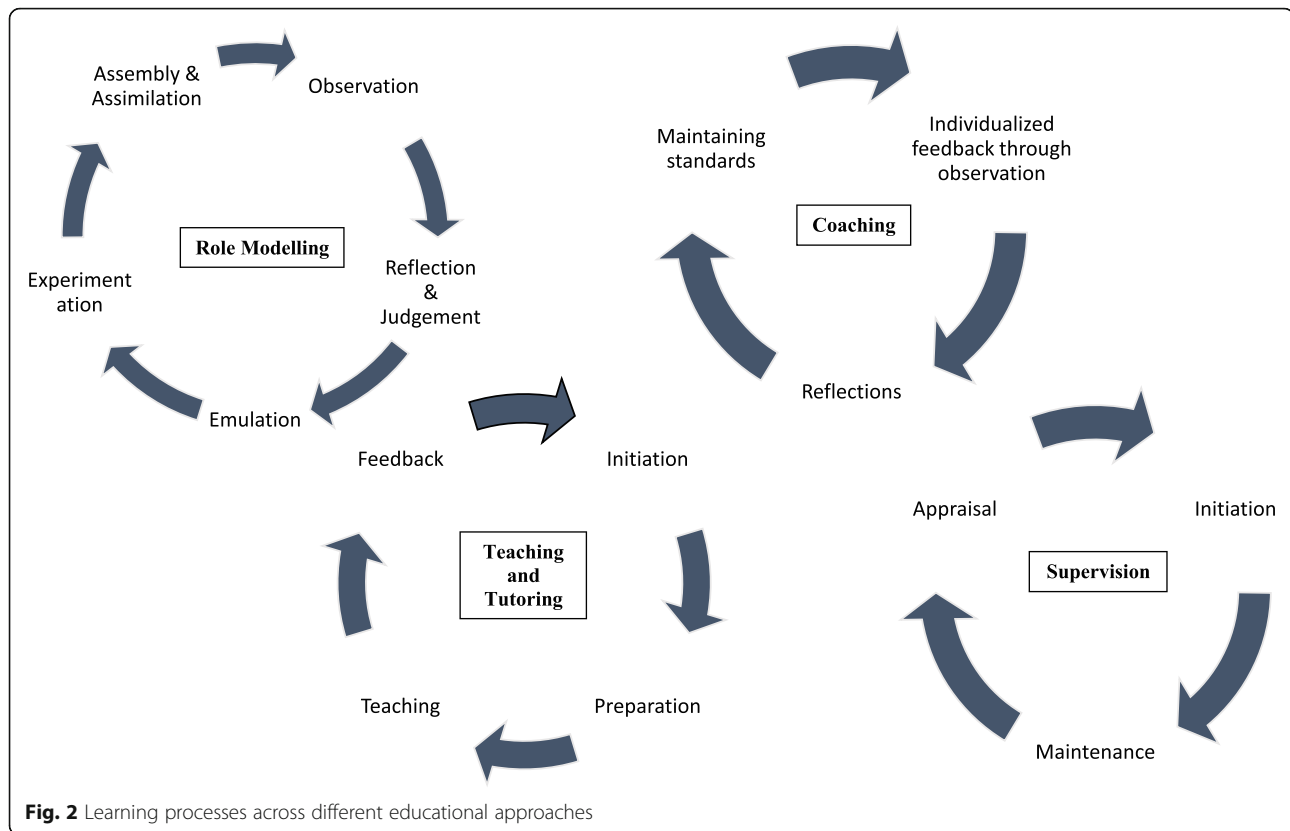 Assembly &
Assimilation
Observation
Reflection
&
Judgement
Emulation
Experiment
ation
Role Modelling
Maintaining
standards
Individualized
feedback through
observation
Reflections
Coaching
Feedback
Initiation
Preparation
Teaching
Teaching
and
Tutoring
Appraisal
Initiation
Maintenance
Supervision
Fig. 2 Learning processes across different educational approaches